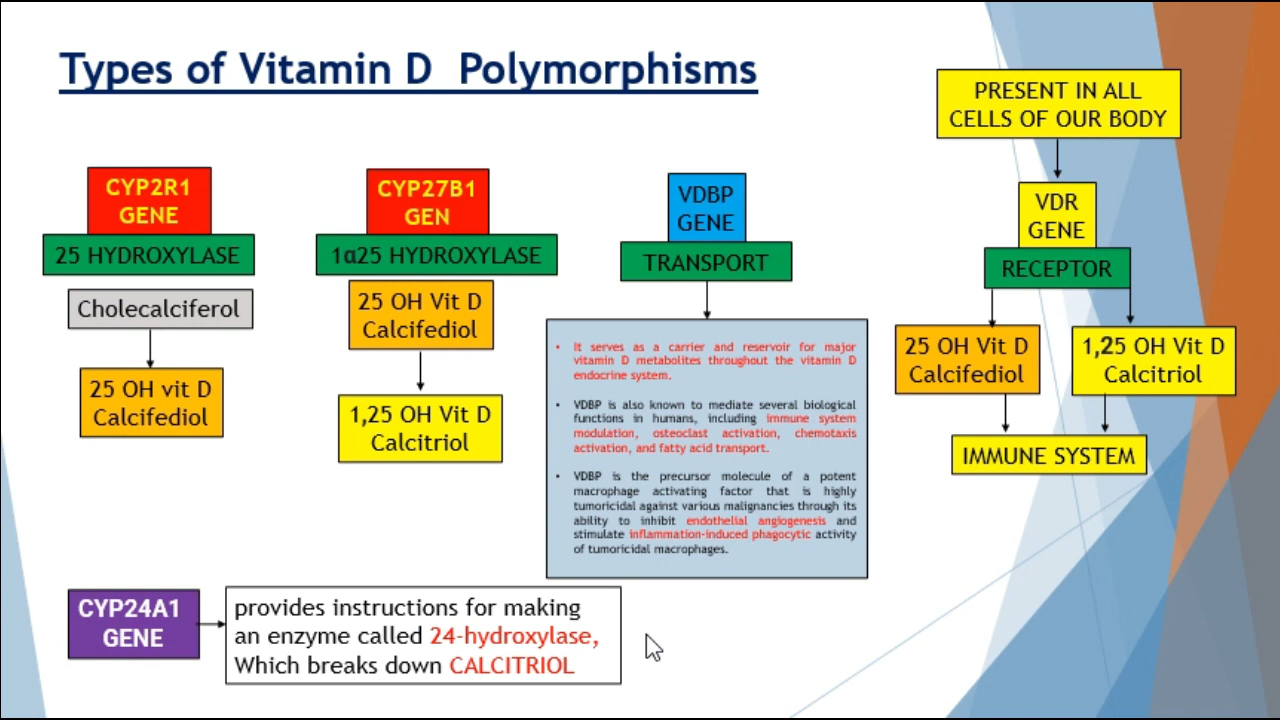 Types of Vitamin D Polymorphisms
CYP2R1
GENE
25 HYDROXYLASE
Cholecalciferol
25 OH vit D
Calcifediol
CYP27B1
GEN
1α25 HYDROXYLASE
25 OH Vit D
Calcifediol
1,25 OH Vit D
Calcitriol
VDBP
GENE
TRANSPORT
• It serves as a carrier and reservoir for major
vitamin D metabolites throughout the vitamin D
endocrine system.
• VDBP is also known to mediate several biological
functions in humans, including immune system
modulation, osteoclast activation, chemotaxis
activation, and fatty acid transport.
• VDBP is the precursor molecule of a potent
macrophage activating factor that is highly
tumoricidal against various malignancies through its
ability to inhibit endothelial angiogenesis and
stimulate inflammation-induced phagocytic activity
of tumoricidal macrophages.
PRESENT IN ALL
CELLS OF OUR BODY
VDR
GENE
RECEPTOR
25 OH Vit D
Calcifediol
1,25 OH Vit D
Calcitriol
IMMUNE SYSTEM
CYP24A1
GENE
provides instructions for making
an enzyme called 24-hydroxylase,
Which breaks down CALCITRIOL